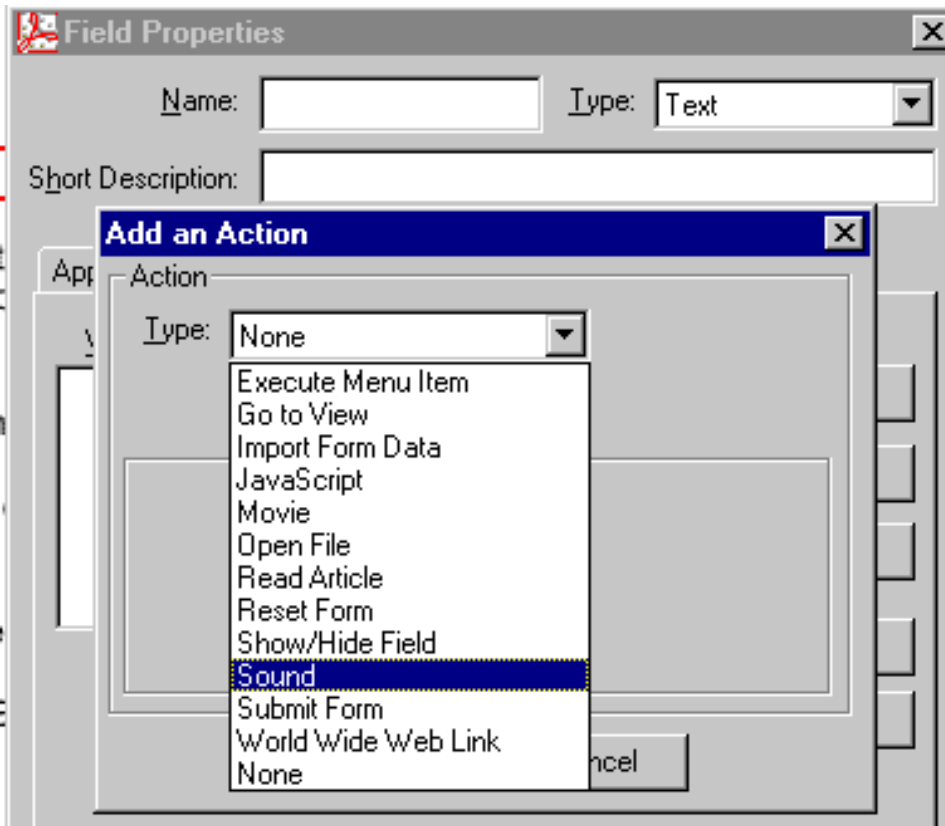 Field Properties
Name:
Type: Text
Short Description:
Add an Action
Action
Type: None
Execute Menu Item
Go to View
Import Form Data
JavaScript
Movie
Open File
Read Article
Reset Form
Show/Hide Field
Sound
Submit Form
World Wide Web Link
None